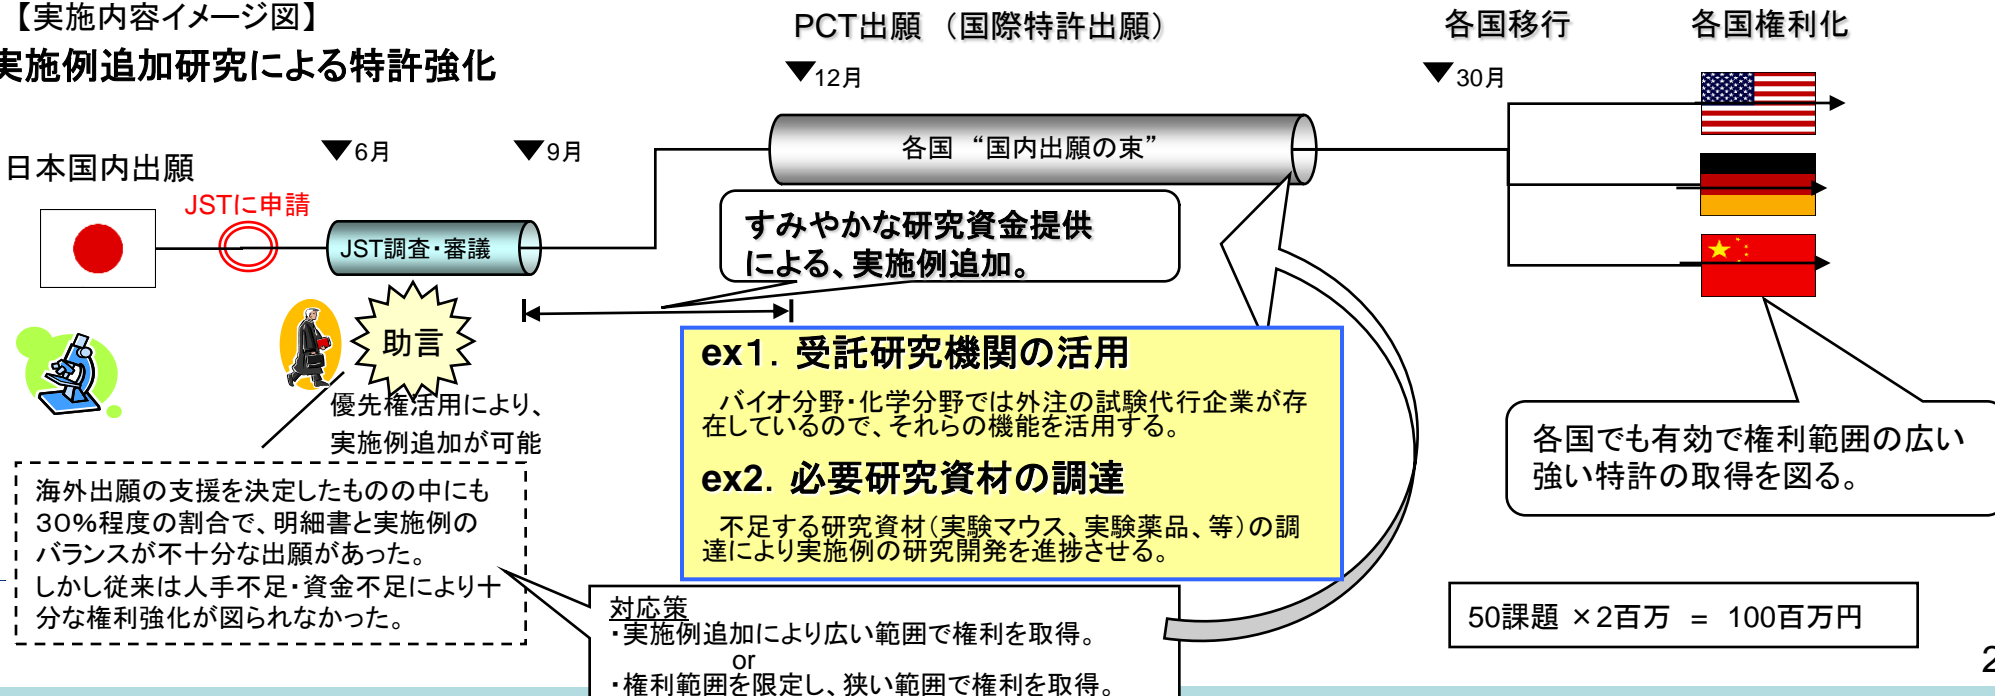 【実施内容イメージ図】
実施例追加研究による特許強化
PCT出願 （国際特許出願）
各国移行
各国権利化
▼12月
▼30月
▼6月
▼9月
日本国内出願
JSTに申請
JST調査・審議
各国 “国内出願の束”
すみやかな研究資金提供
による、実施例追加。
助言
優先権活用により、
実施例追加が可能
ex１．受託研究機関の活用
バイオ分野・化学分野では外注の試験代行企業が存
在しているので、それらの機能を活用する。
ex2．必要研究資材の調達
不足する研究資材（実験マウス、実験薬品、等）の調
達により実施例の研究開発を進捗させる。
各国でも有効で権利範囲の広い
強い特許の取得を図る。
海外出願の支援を決定したものの中にも
３０％程度の割合で、明細書と実施例の
バランスが不十分な出願があった。
しかし従来は人手不足・資金不足により十
分な権利強化が図られなかった。
対応策
・実施例追加により広い範囲で権利を取得。
or
・権利範囲を限定し、狭い範囲で権利を取得。
50課題 ×2百万 ＝ 100百万円
2